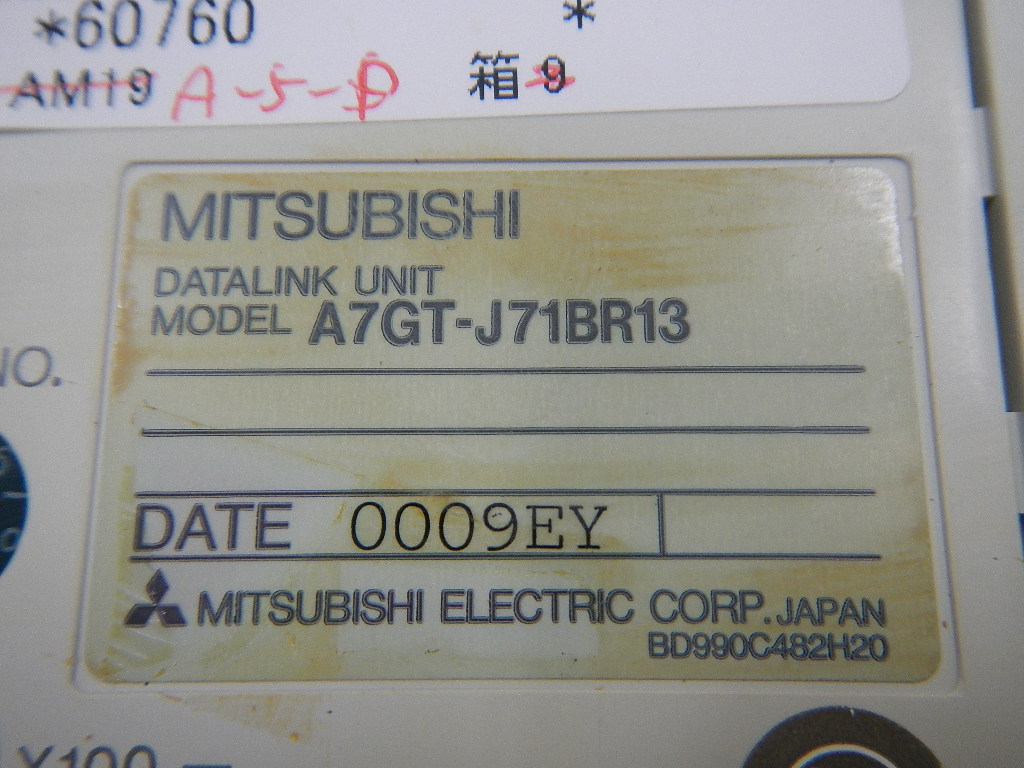 *60760 *
AM19 A-5-D 箱 9
MITSUBISHI
DATALINK UNIT
MODEL A7GT-J71BR13
NO.
DATE 0009EY
MITSUBISHI ELECTRIC CORP. JAPAN
BD990C482H20
X100